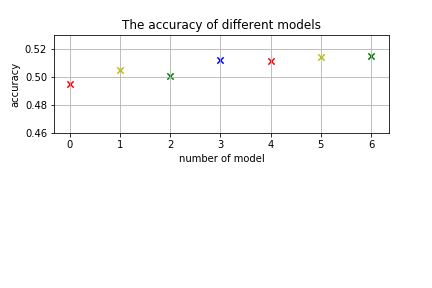 The accuracy of different models
0.52
0.50
0.48
0.46
accuracy
0 1 2 3 4 5 6
number of model